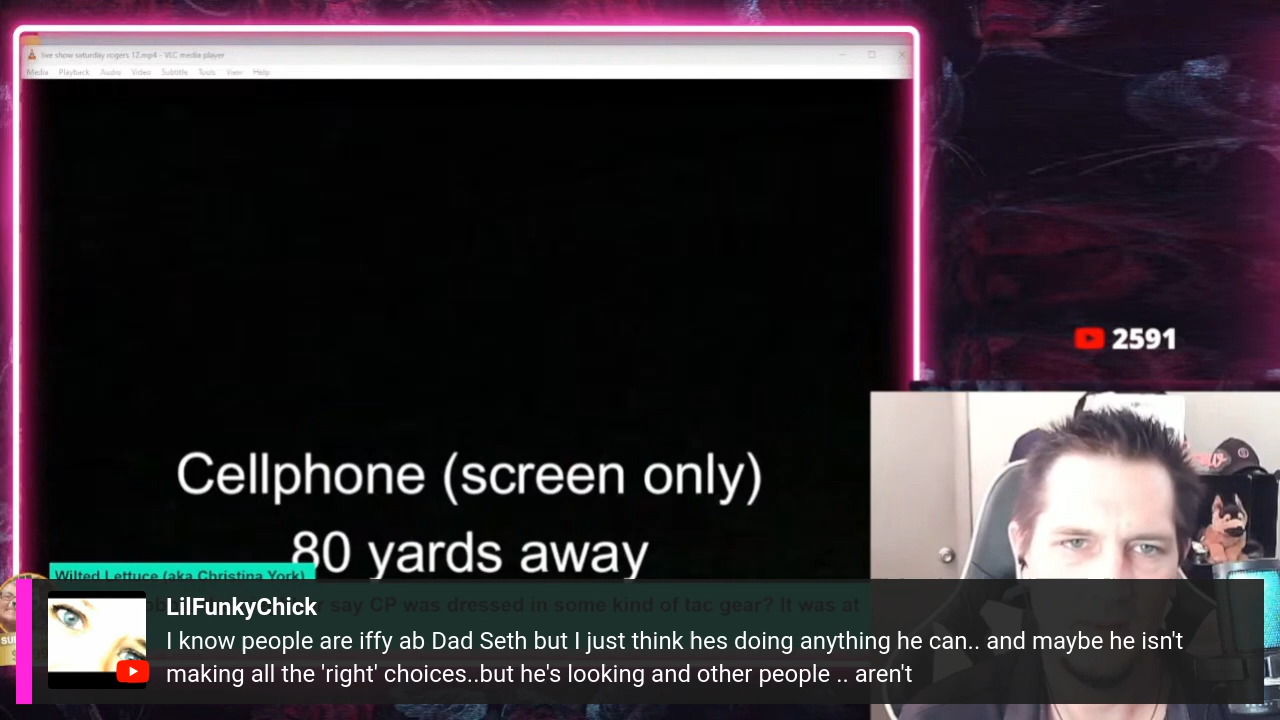 live show saturday rogers 12.mp4 - VLC media player
Media Playback Audio Video Subtitle Tools View Help
2591
Cellphone (screen only)
80 yards away
Wilted Lettuce (aka Christina York)
say CP was dressed in some kind of tac gear? It was at
LilFunkyChick
I know people are iffy ab Dad Seth but I just think hes doing anything he can.. and maybe he isn't
making all the 'right' choices..but he's looking and other people .. aren't